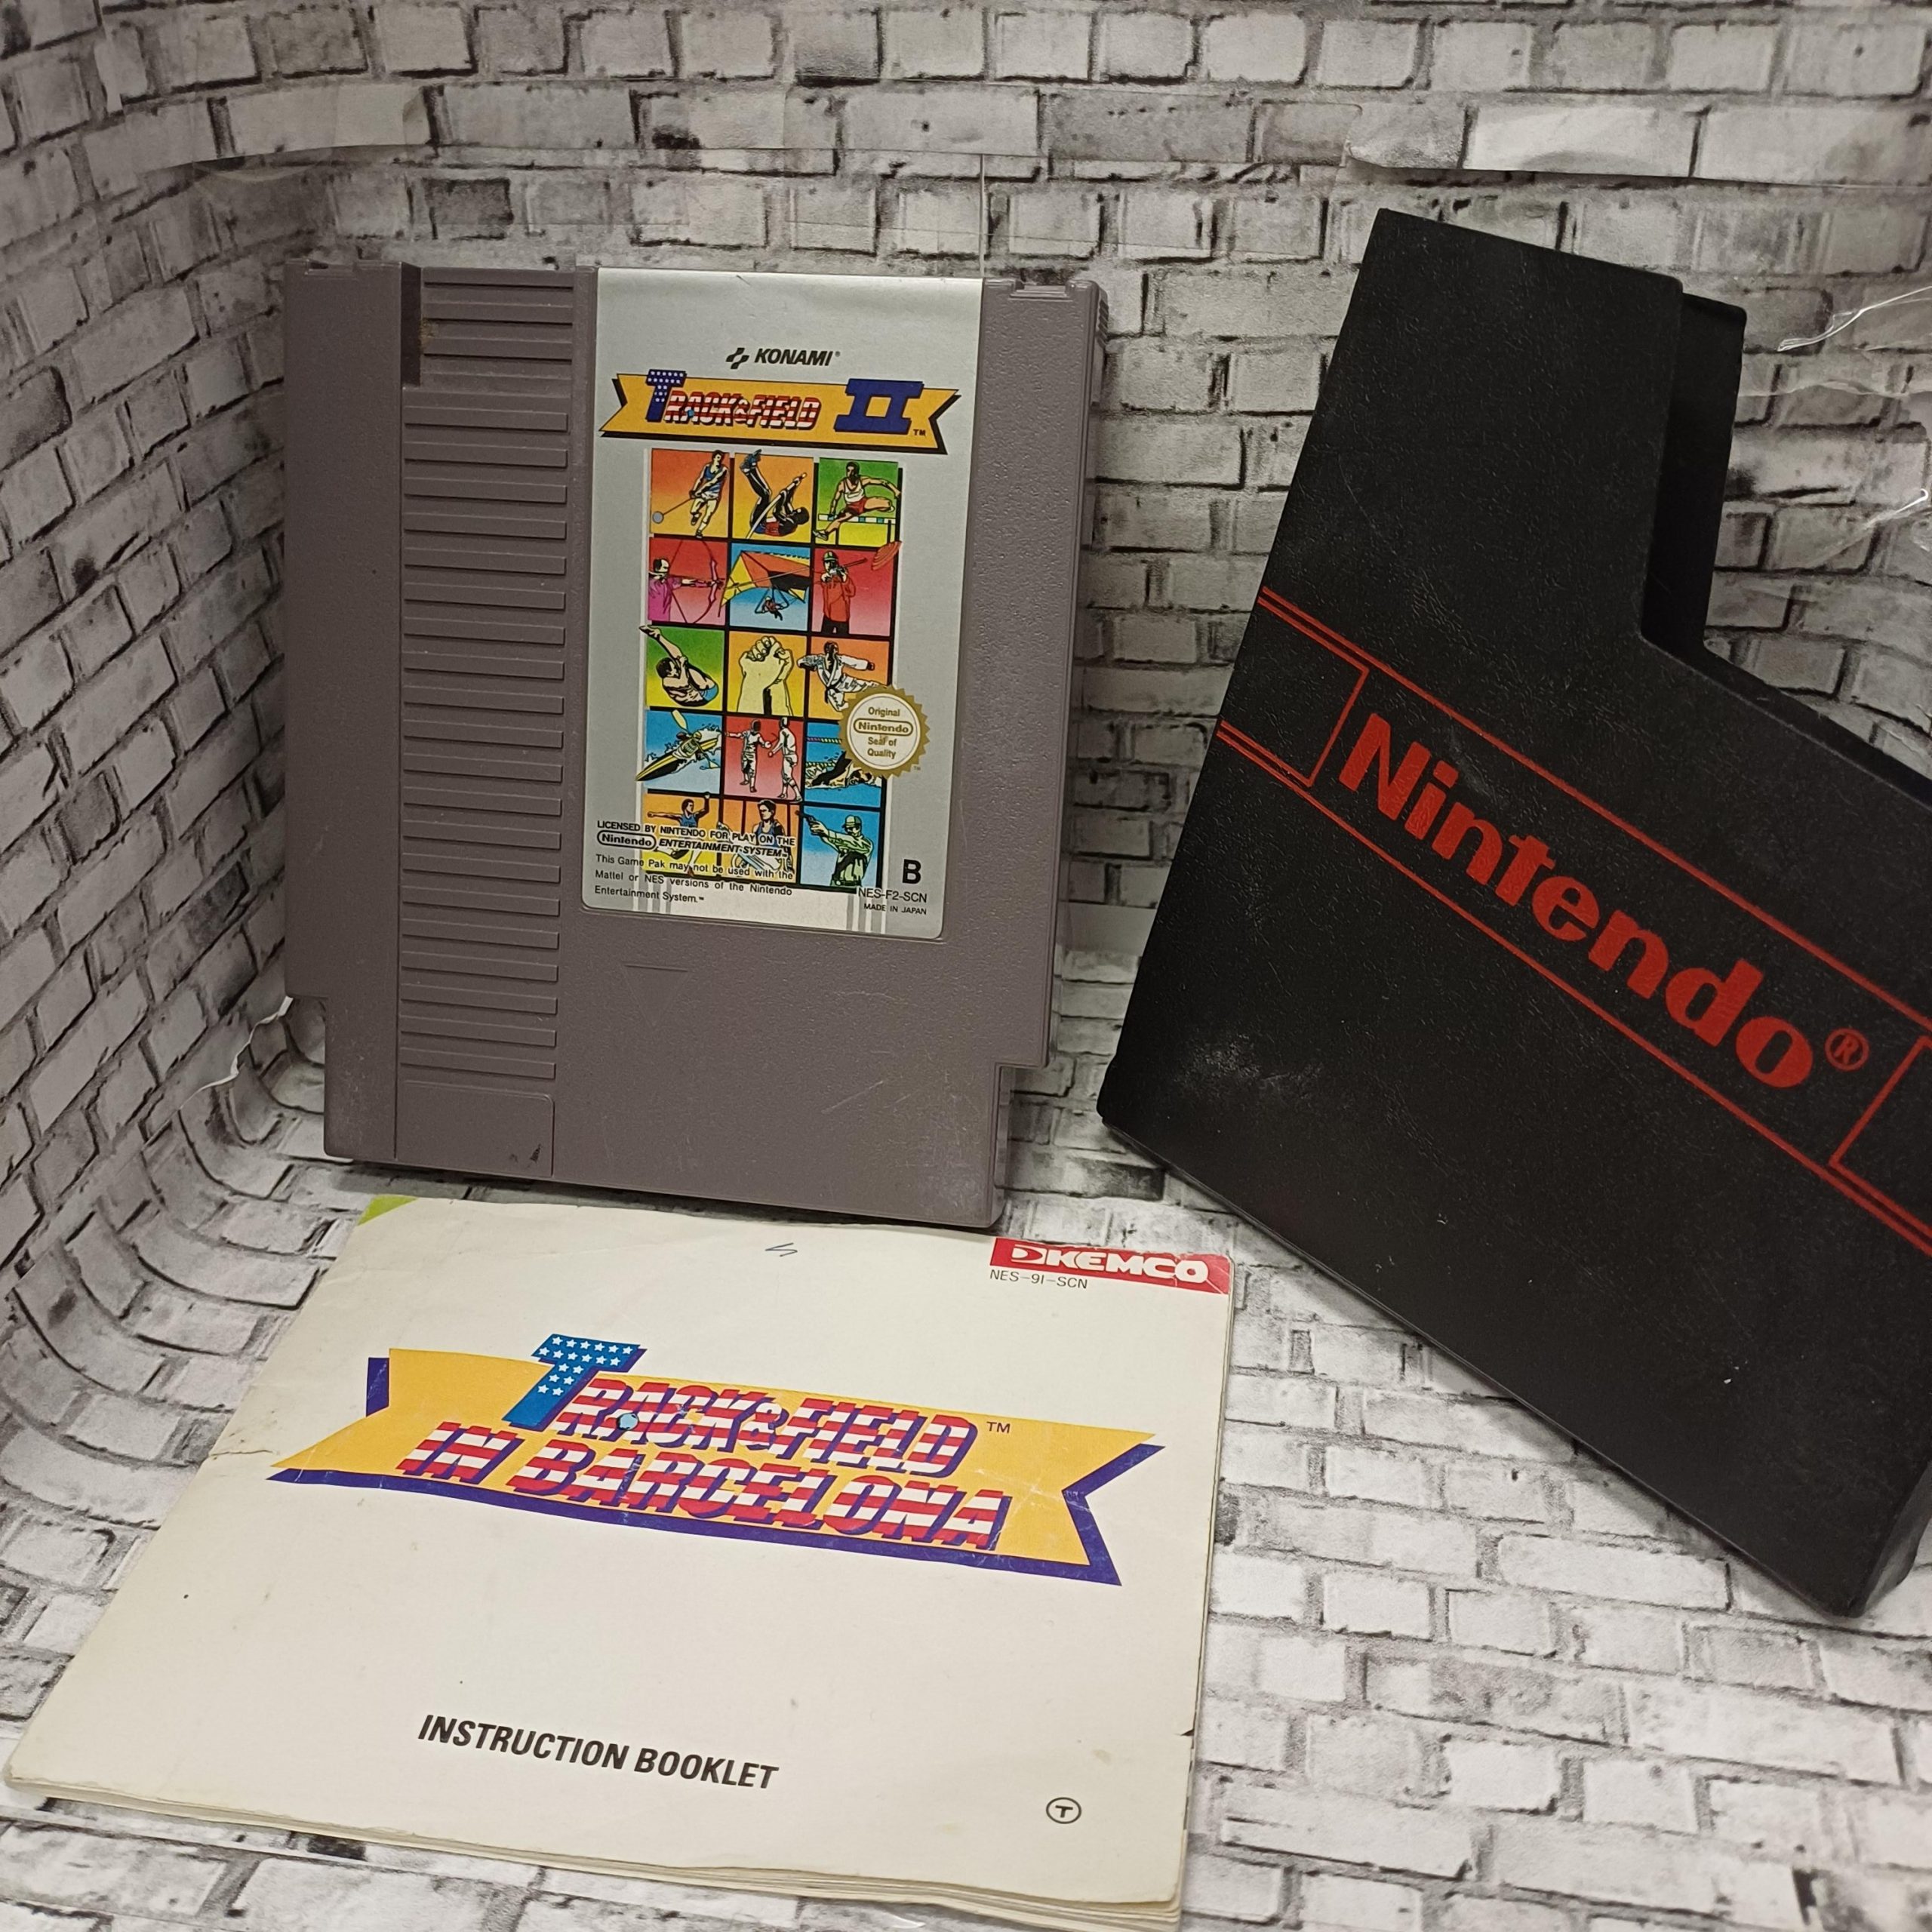 KONAMI®
TRACK&FIELD II ™
Original
Nintendo
Seal of
Quality
LICENSED BY NINTENDO FOR PLAY ON THE
Nintendo ENTERTAINMENT SYSTEM™
This Game Pak may not be used with the
Mattel or NES versions of the Nintendo
Entertainment System.™
B
NES-F2-SCN
MADE IN JAPAN
Nintendo®
KEMCO
NES-9I-SCN
TRACK&FIELD™
IN BARCELONA
INSTRUCTION BOOKLET
T